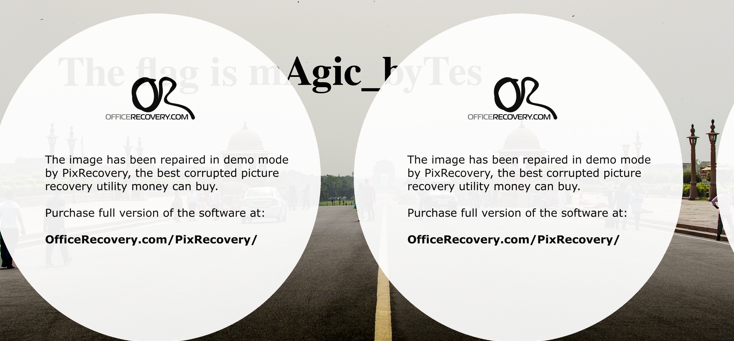 The flag is mAgic_byTes
OFFICERECOVERY.COM
The image has been repaired in demo mode
by PixRecovery, the best corrupted picture
recovery utility money can buy.
Purchase full version of the software at:
OfficeRecovery.com/PixRecovery/
OFFICERECOVERY.COM
The image has been repaired in demo mode
by PixRecovery, the best corrupted picture
recovery utility money can buy.
Purchase full version of the software at:
OfficeRecovery.com/PixRecovery/